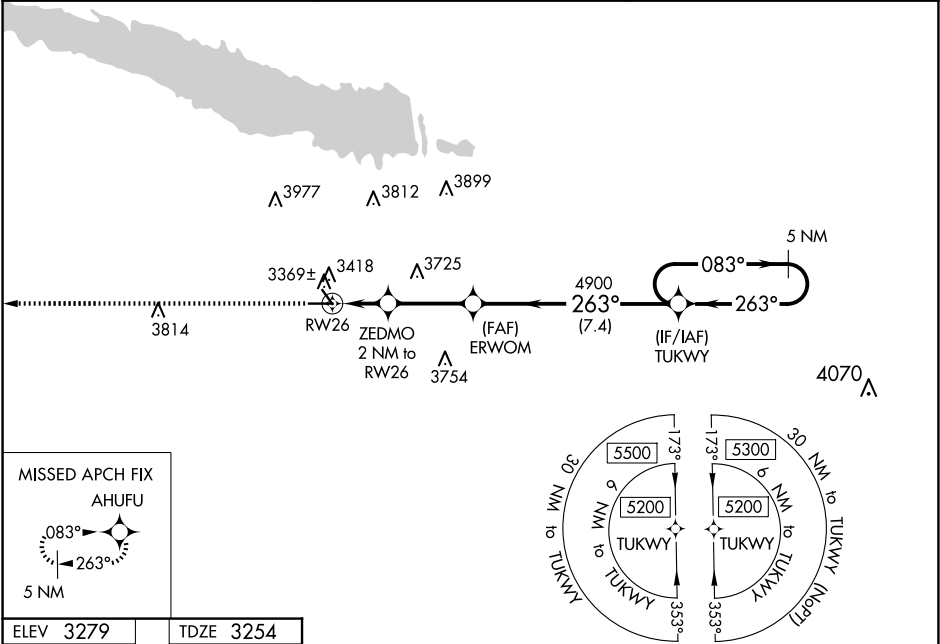 3977
3812
3899
5 NM
083°
3369±
3418
3725
4900
263°
263°
(7.4)
RW26
3814
ZEDMO
2 NM to
RW26
(FAF)
ERWOM
(IF/IAF)
TUKWY
3754
4070
MISSED APCH FIX
AHUFU
083°
263°
5 NM
173°
5500
30 NM to TUKWY
6 NM to TUKWY
5200
TUKWY
353°
173°
5300
30 NM to TUKWY (NoPT)
6 NM to TUKWY
5200
TUKWY
353°
ELEV 3279
TDZE 3254